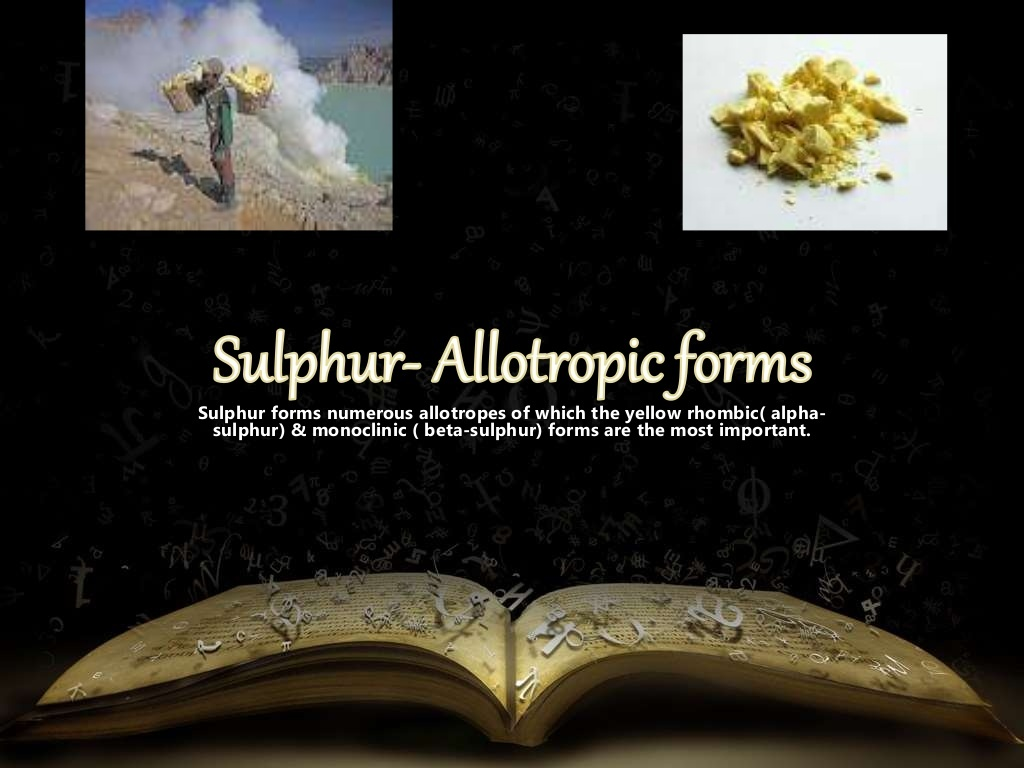 Sulphur- Allotropic forms
Sulphur forms numerous allotropes of which the yellow rhombic( alpha-
sulphur) & monoclinic ( beta-sulphur) forms are the most important.